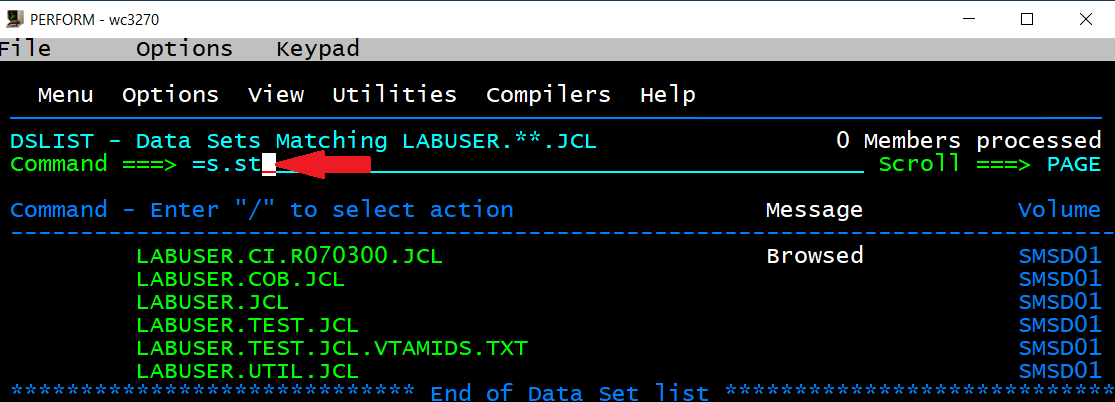 PERFORM - wc3270
File Options Keypad
Menu Options View Utilities Compilers Help
DSLIST - Data Sets Matching LABUSER.**.JCL 0 Members processed
Command ===> =s.st Scroll ===> PAGE
Command - Enter "/" to select action Message Volume
-------------------------------------------------------------------------------
LABUSER.CI.R070300.JCL Browsed SMSD01
LABUSER.COB.JCL SMSD01
LABUSER.JCL SMSD01
LABUSER.TEST.JCL SMSD01
LABUSER.TEST.JCL.VTAMIDS.TXT SMSD01
LABUSER.UTIL.JCL SMSD01
***************************** End of Data Set list ****************************